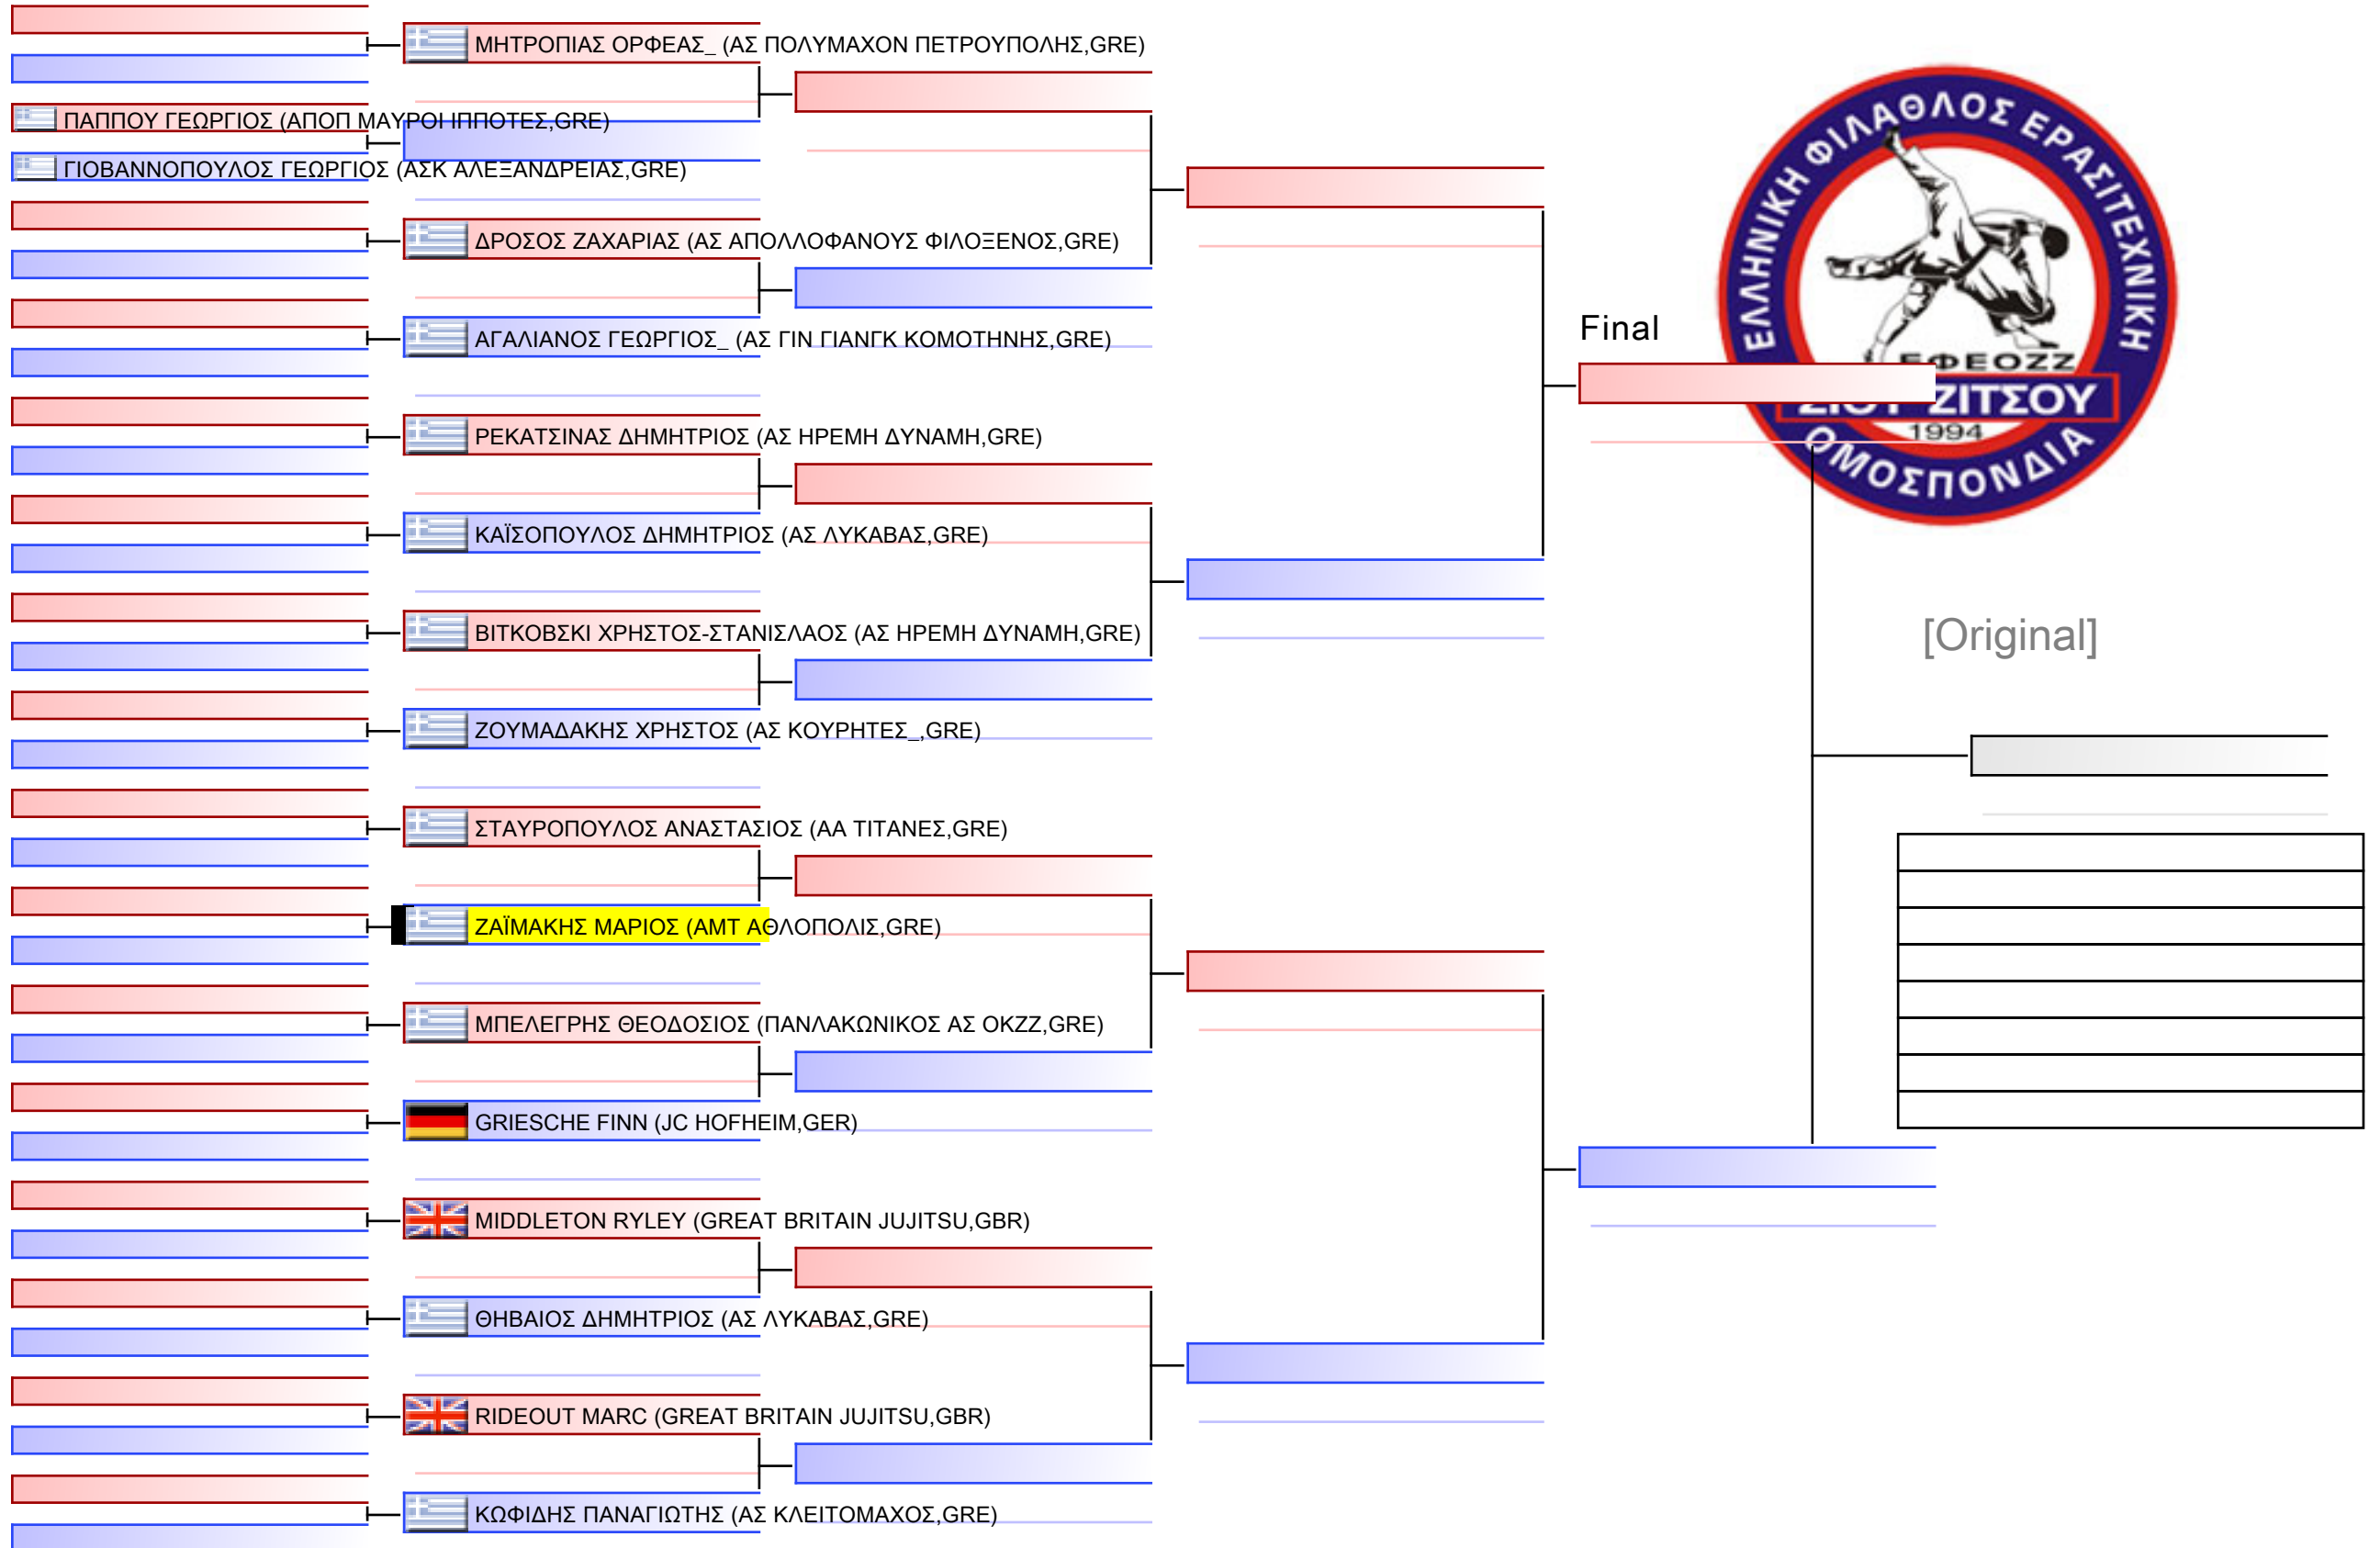 ΜΗΤΡΟΠΙΑΣ ΟΡΦΕΑΣ_ (ΑΣ ΠΟΛΥΜΑΧΟΝ ΠΕΤΡΟΥΠΟΛΗΣ,GRE)
ΠΑΠΠΟΥ ΓΕΩΡΓΙΟΣ (ΑΠΟΠ ΜΑΥΡΟΙ ΙΠΠΟΤΕΣ,GRE)
ΓΙΟΒΑΝΝΟΠΟΥΛΟΣ ΓΕΩΡΓΙΟΣ (ΑΣΚ ΑΛΕΞΑΝΔΡΕΙΑΣ,GRE)
ΔΡΟΣΟΣ ΖΑΧΑΡΙΑΣ (ΑΣ ΑΠΟΛΛΟΦΑΝΟΥΣ ΦΙΛΟΞΕΝΟΣ,GRE)
ΑΓΑΛΙΑΝΟΣ ΓΕΩΡΓΙΟΣ_ (ΑΣ ΓΙΝ ΓΙΑΝΓΚ ΚΟΜΟΤΗΝΗΣ,GRE)
ΡΕΚΑΤΣΙΝΑΣ ΔΗΜΗΤΡΙΟΣ (ΑΣ ΗΡΕΜΗ ΔΥΝΑΜΗ,GRE)
ΚΑΪΣΟΠΟΥΛΟΣ ΔΗΜΗΤΡΙΟΣ (ΑΣ ΛΥΚΑΒΑΣ,GRE)
ΒΙΤΚΟΒΣΚΙ ΧΡΗΣΤΟΣ-ΣΤΑΝΙΣΛΑΟΣ (ΑΣ ΗΡΕΜΗ ΔΥΝΑΜΗ,GRE)
ΖΟΥΜΑΔΑΚΗΣ ΧΡΗΣΤΟΣ (ΑΣ ΚΟΥΡΗΤΕΣ_,GRE)
ΣΤΑΥΡΟΠΟΥΛΟΣ ΑΝΑΣΤΑΣΙΟΣ (ΑΑ ΤΙΤΑΝΕΣ,GRE)
ΖΑΪΜΑΚΗΣ ΜΑΡΙΟΣ (ΑΜΤ ΑΘΛΟΠΟΛΙΣ,GRE)
ΜΠΕΛΕΓΡΗΣ ΘΕΟΔΟΣΙΟΣ (ΠΑΝΛΑΚΩΝΙΚΟΣ ΑΣ ΟΚΖΖ,GRE)
GRIESCHE FINN (JC HOFHEIM,GER)
MIDDLETON RYLEY (GREAT BRITAIN JUJITSU,GBR)
ΘΗΒΑΙΟΣ ΔΗΜΗΤΡΙΟΣ (ΑΣ ΛΥΚΑΒΑΣ,GRE)
RIDEOUT MARC (GREAT BRITAIN JUJITSU,GBR)
ΚΩΦΙΔΗΣ ΠΑΝΑΓΙΩΤΗΣ (ΑΣ ΚΛΕΙΤΟΜΑΧΟΣ,GRE)
Final
ΕΛΛΗΝΙΚΗ ΦΙΛΑΘΛΟΣ ΕΡΑΣΙΤΕΧΝΙΚΗ
ΕΦΕΟΖΖ
ΖΙΤΣΟΥ
1994
ΟΜΟΣΠΟΝΔΙΑ
[Original]